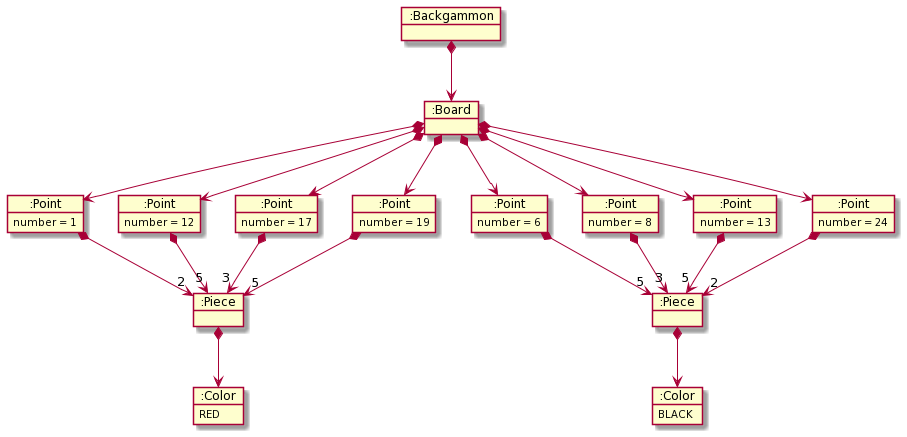 :Backgammon
:Board
:Point
number = 1
:Point
number = 12
:Point
number = 17
:Point
number = 19
:Point
number = 6
:Point
number = 8
:Point
number = 13
:Point
number = 24
2
5
3
5
5
3
5
2
:Piece
:Piece
:Color
RED
:Color
BLACK